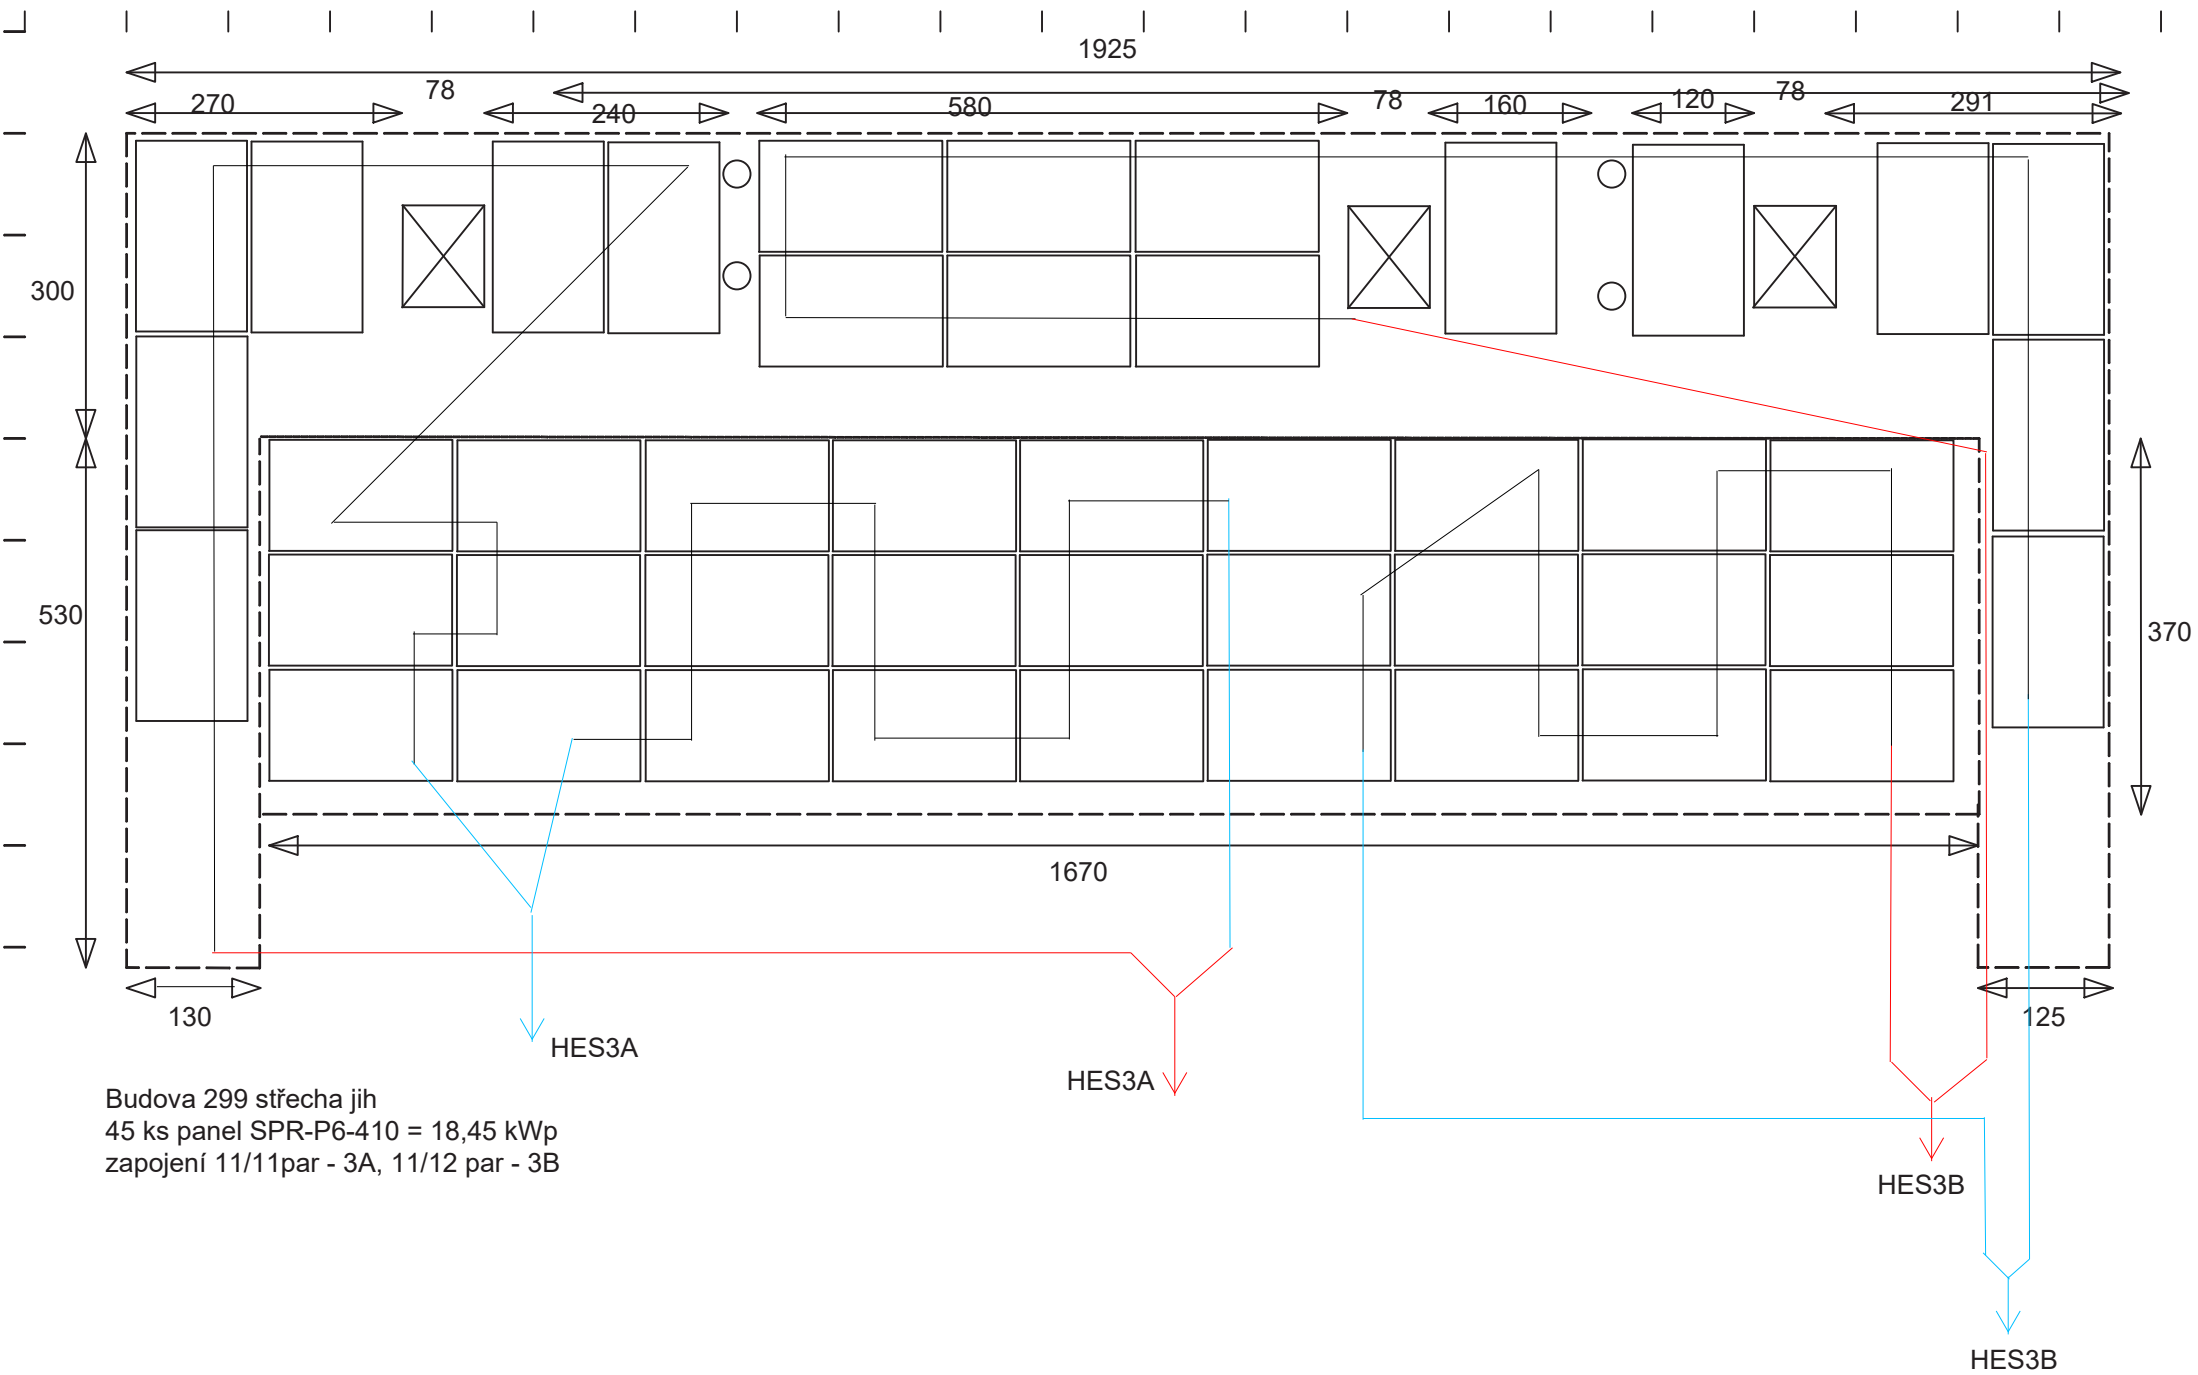 1925
270
78
240
580
78
160
120
78
291
300
530
370
1670
130
125
HES3A
HES3A
HES3B
HES3B
Budova 299 střecha jih
45 ks panel SPR-P6-410 = 18,45 kWp
zapojení 11/11par - 3A, 11/12 par - 3B